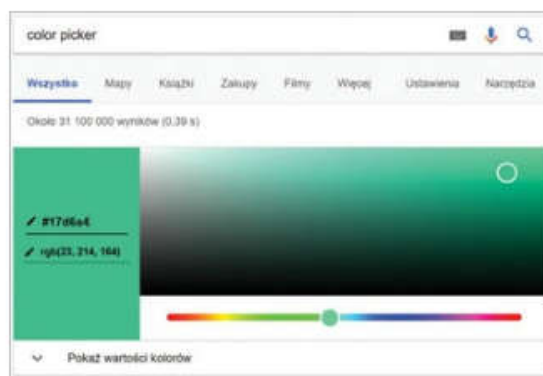 color picker
Wszystko Mapy Książki Zakupy Filmy Więcej Ustawienia Narzędzia
Około 31 100 000 wyników (0,39 s)
#17d6a4
rgb(23, 214, 164)
Pokaż wartości kolorów